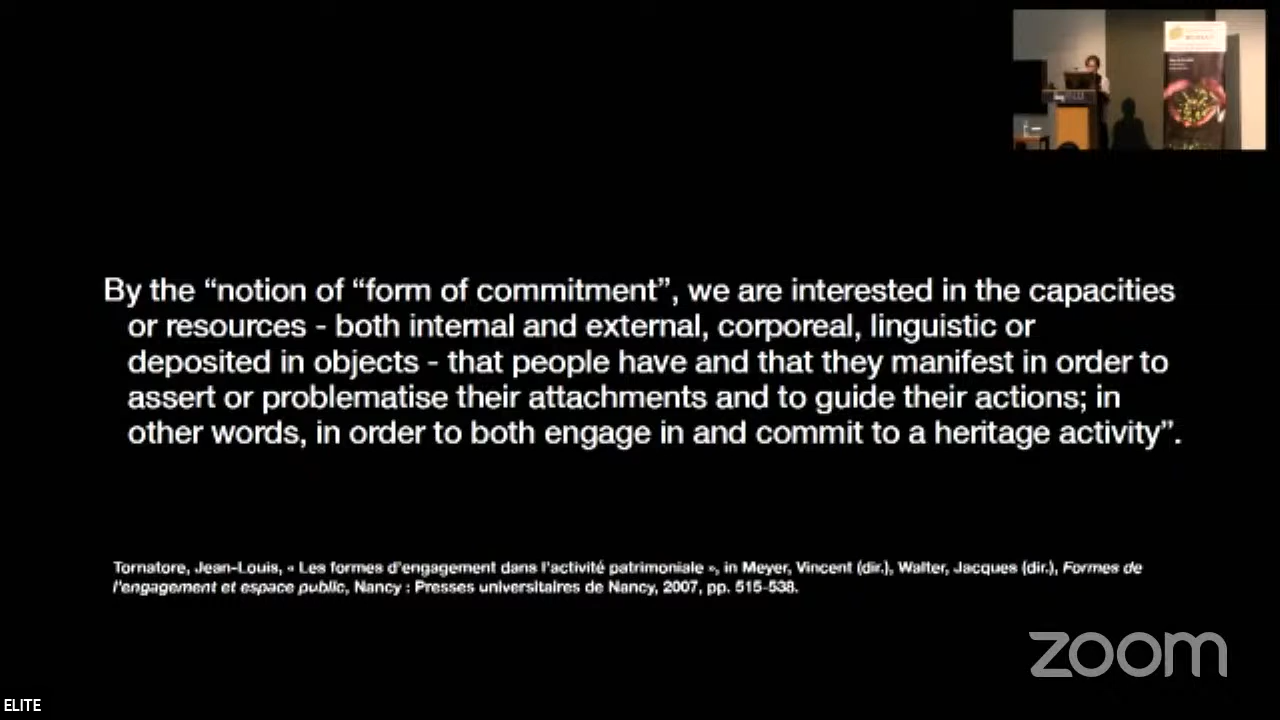 By the “notion of “form of commitment”, we are interested in the capacities
or resources - both internal and external, corporeal, linguistic or
deposited in objects - that people have and that they manifest in order to
assert or problematise their attachments and to guide their actions; in
other words, in order to both engage in and commit to a heritage activity”.
Tornatore, Jean-Louis, « Les formes d’engagement dans l’activité patrimoniale », in Meyer, Vincent (dir.), Walter, Jacques (dir.), Formes de
l’engagement et espace public, Nancy : Presses universitaires de Nancy, 2007, pp. 515-538.
zoom
ELITE